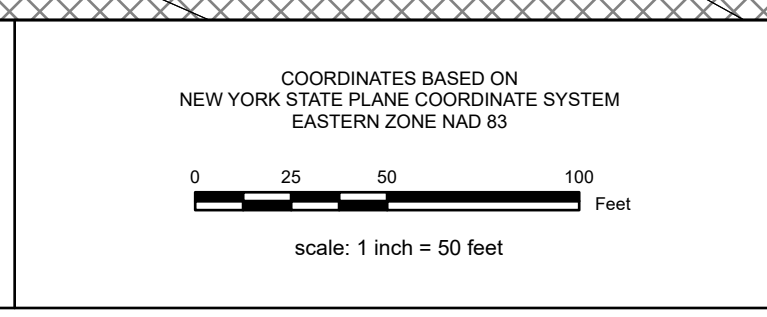 COORDINATES BASED ON
NEW YORK STATE PLANE COORDINATE SYSTEM
EASTERN ZONE NAD 83
0 25 50 100
Feet
scale: 1 inch = 50 feet